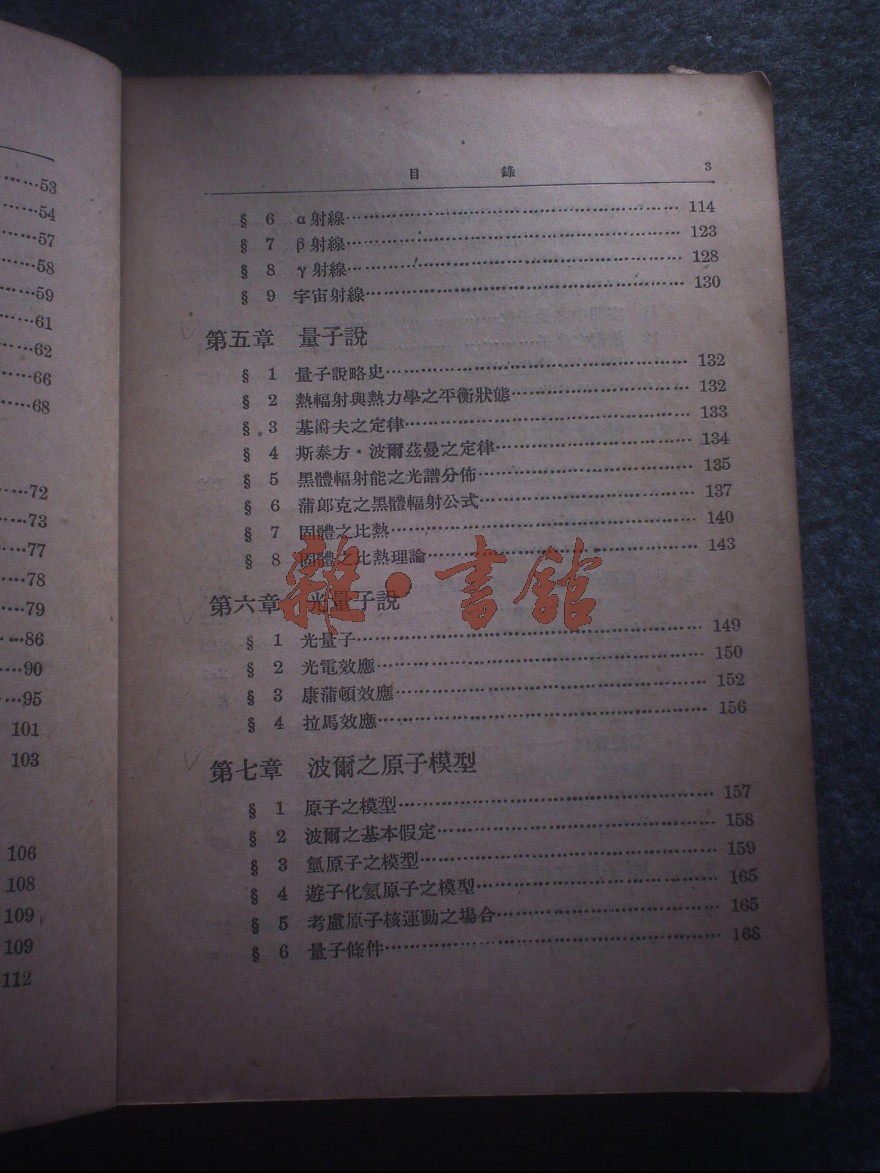 53
54
57
58
59
61
62
66
68
72
73
77
78
79
86
90
95
101
103
106
108
109
109
112
目錄 3
§ 6 α射線 114
§ 7 β射線 123
§ 8 γ射線 128
§ 9 宇宙射線 130
第五章 量子說
§ 1 量子說略史 132
§ 2 熱輻射與熱力學之平衡狀態 132
§ 3 基爾夫之定律 133
§ 4 斯泰方・波爾茲曼之定律 134
§ 5 黑體輻射能之光譜分佈 135
§ 6 蒲郎克之黑體輻射公式 137
§ 7 固體之比熱 140
§ 8 固體之比熱理論 143
雜・書館
第六章 光量子說
§ 1 光量子 149
§ 2 光電效應 150
§ 3 康蒲頓效應 152
§ 4 拉馬效應 156
第七章 波爾之原子模型
§ 1 原子之模型 157
§ 2 波爾之基本假定 158
§ 3 氫原子之模型 159
§ 4 遊子化氦原子之模型 165
§ 5 考慮原子核運動之場合 165
§ 6 量子條件 168